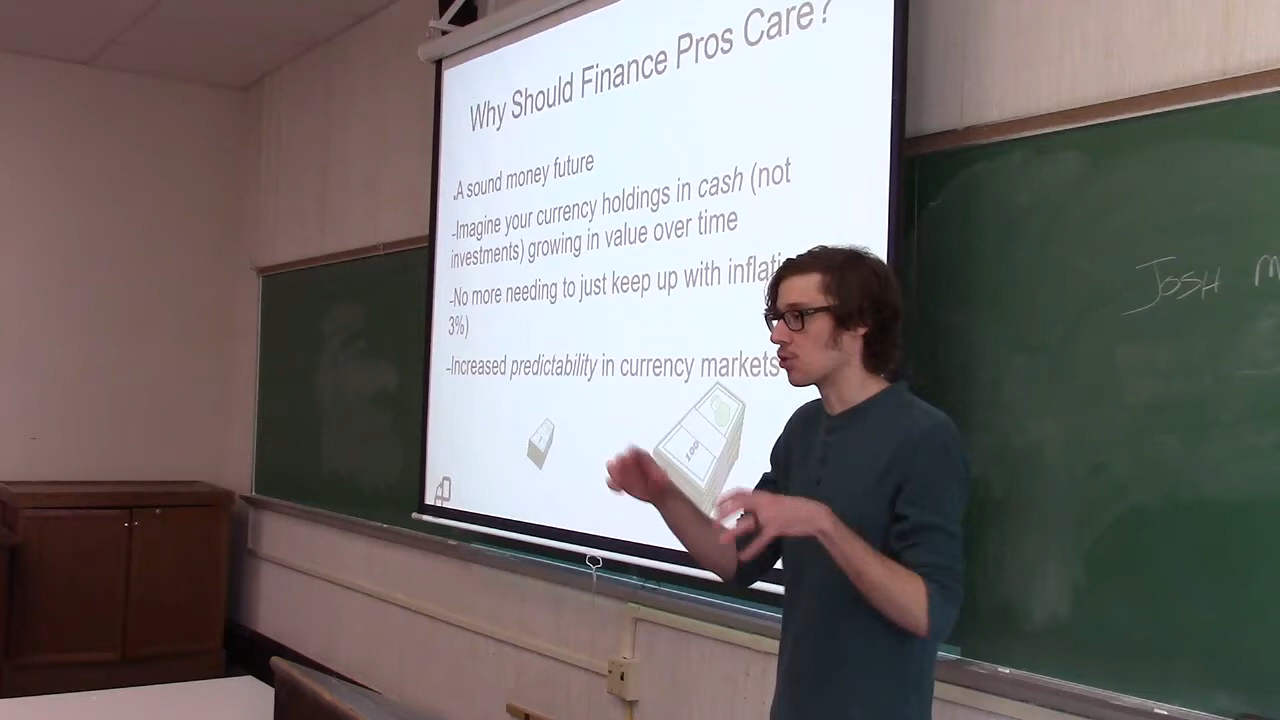 Why Should Finance Pros Care?
.A sound money future
-Imagine your currency holdings in cash (not
investments) growing in value over time
-No more needing to just keep up with
3%)
-Increased predictability in currency markets
100
JOSH